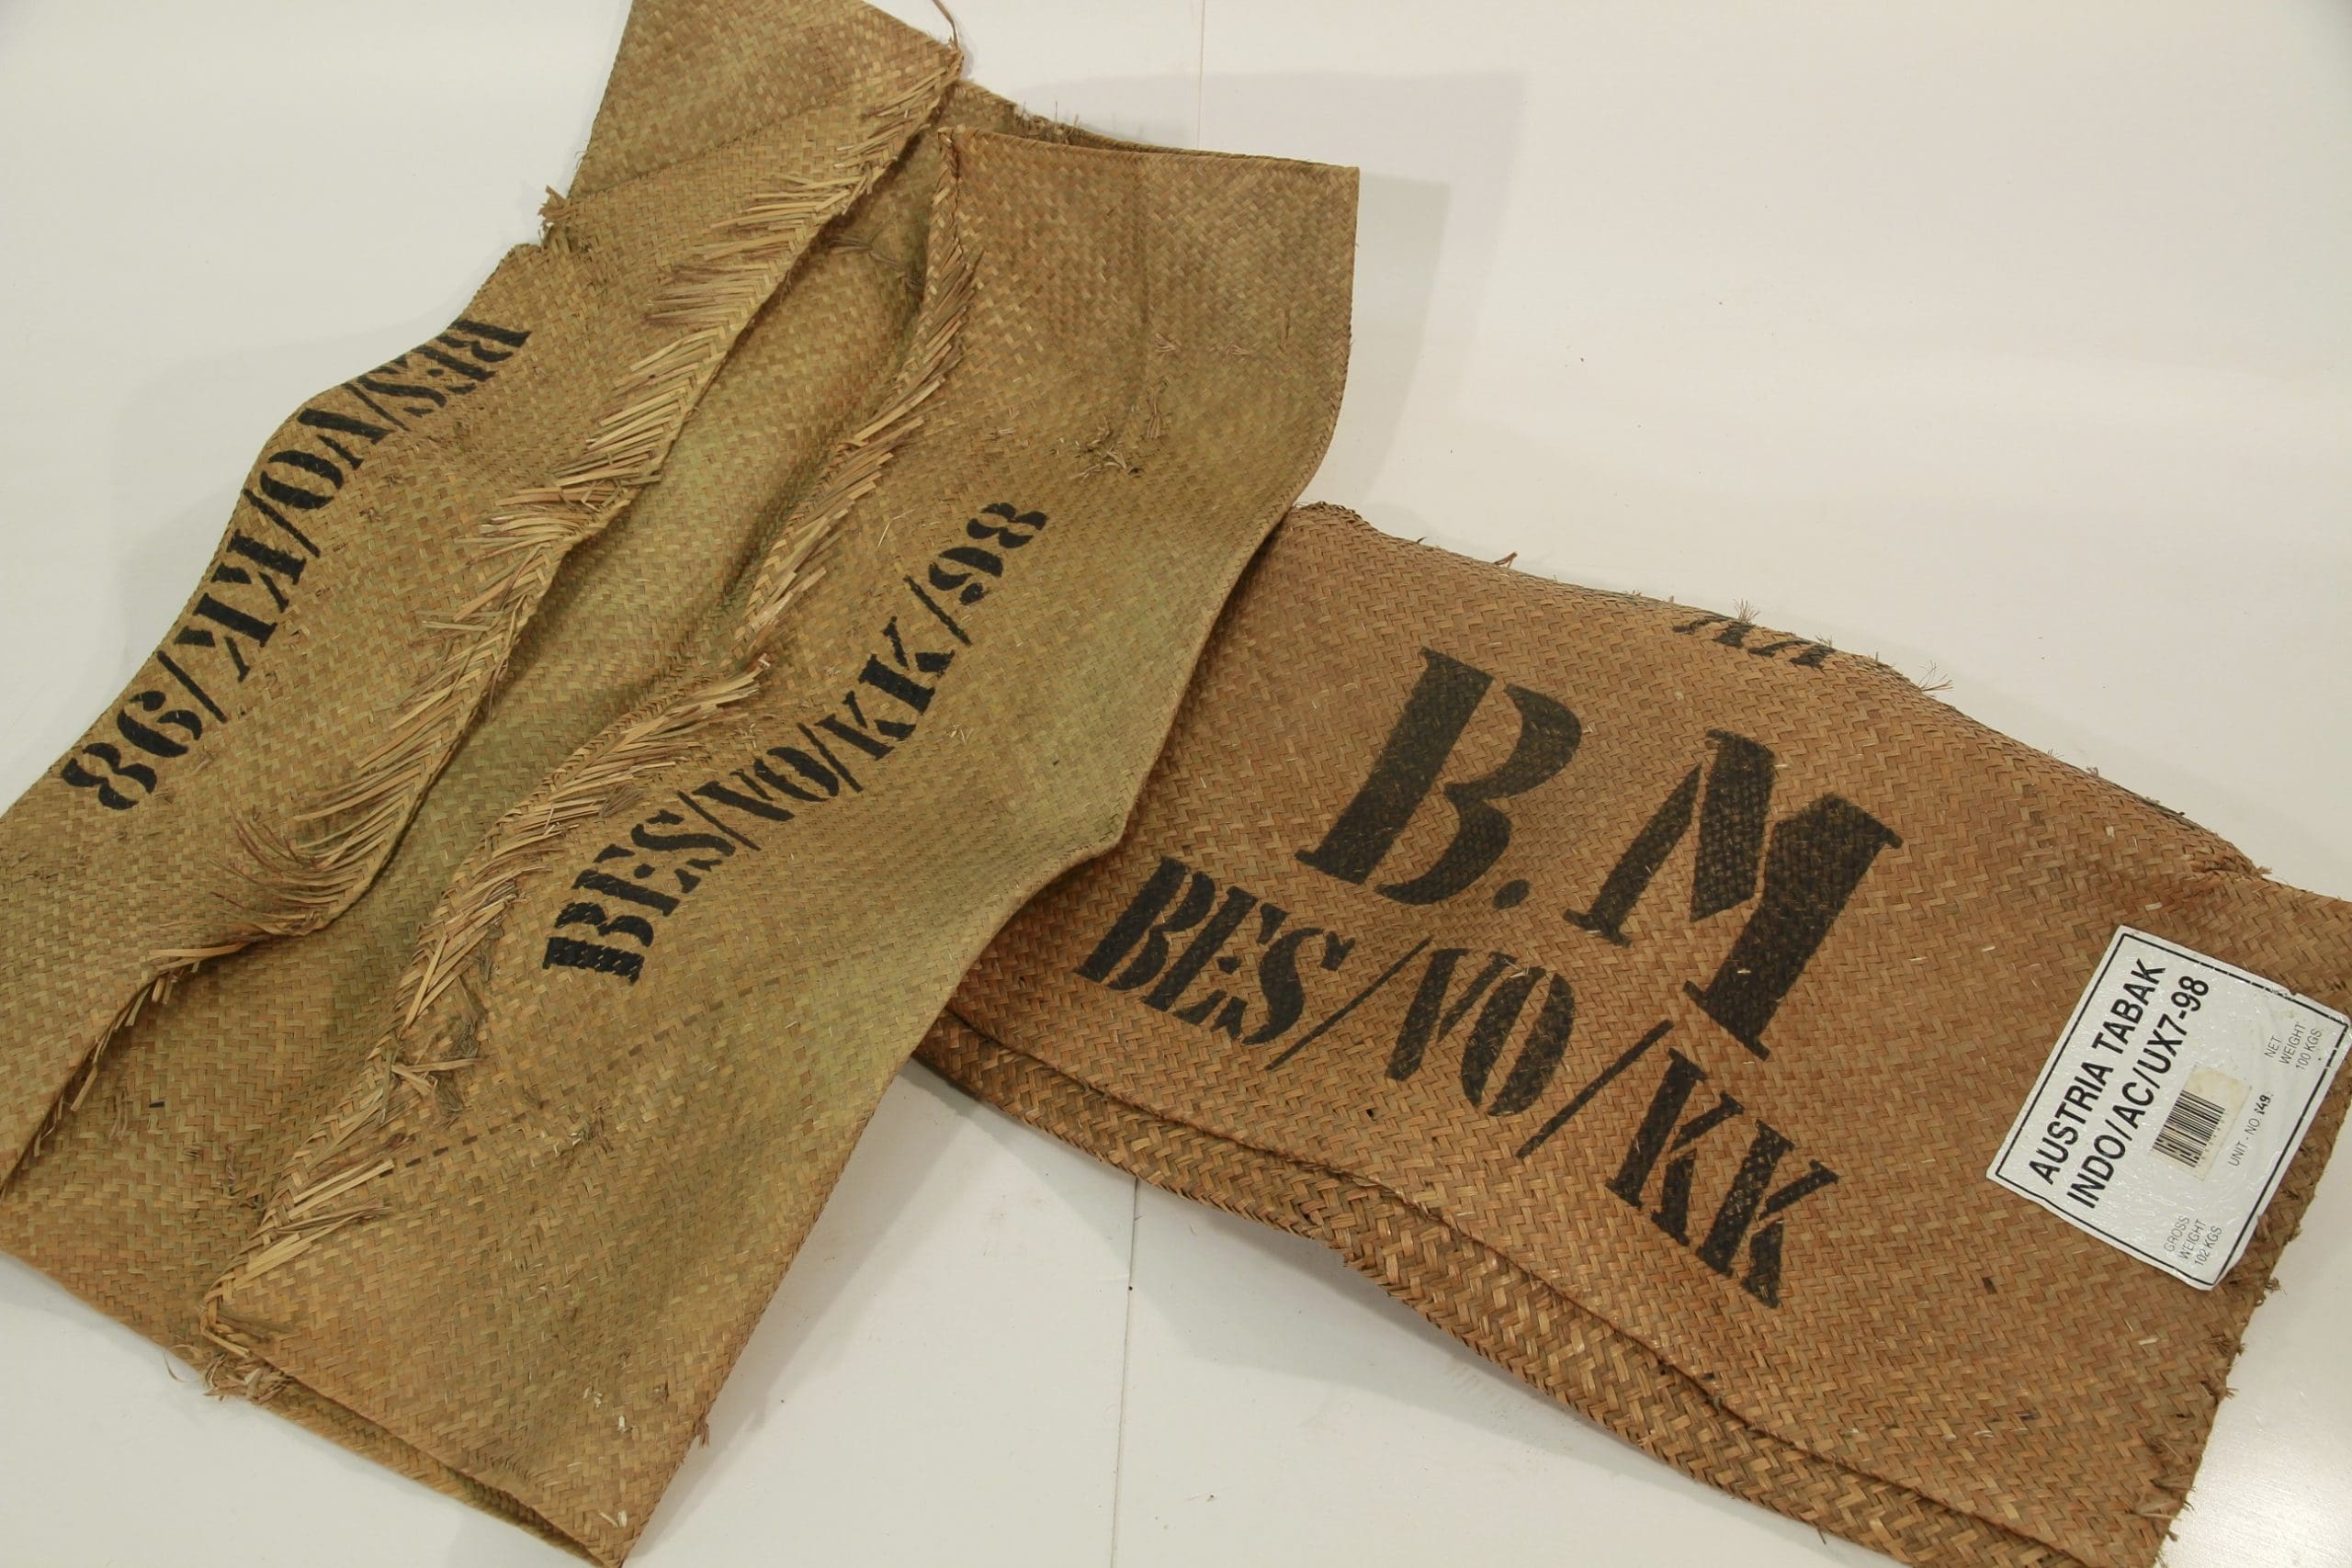 BES/VO/KK/98
BES/VO/KK/98
B.M
BES/VO/KK
AUSTRIA TABAK
INDO/AC/UX7-98
GROSS
WEIGHT
102 KGS.
UNIT - NO.
NET
WEIGHT
100 KGS.